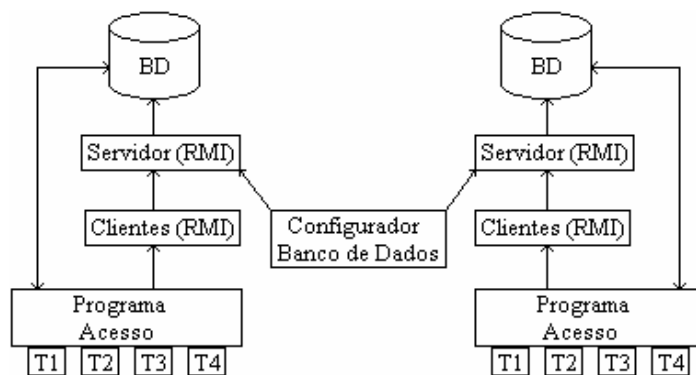 BD
BD
Servidor (RMI)
Servidor (RMI)
Clientes (RMI)
Configurador
Banco de Dados
Clientes (RMI)
Programa
Acesso
Programa
Acesso
T1 T2 T3 T4
T1 T2 T3 T4